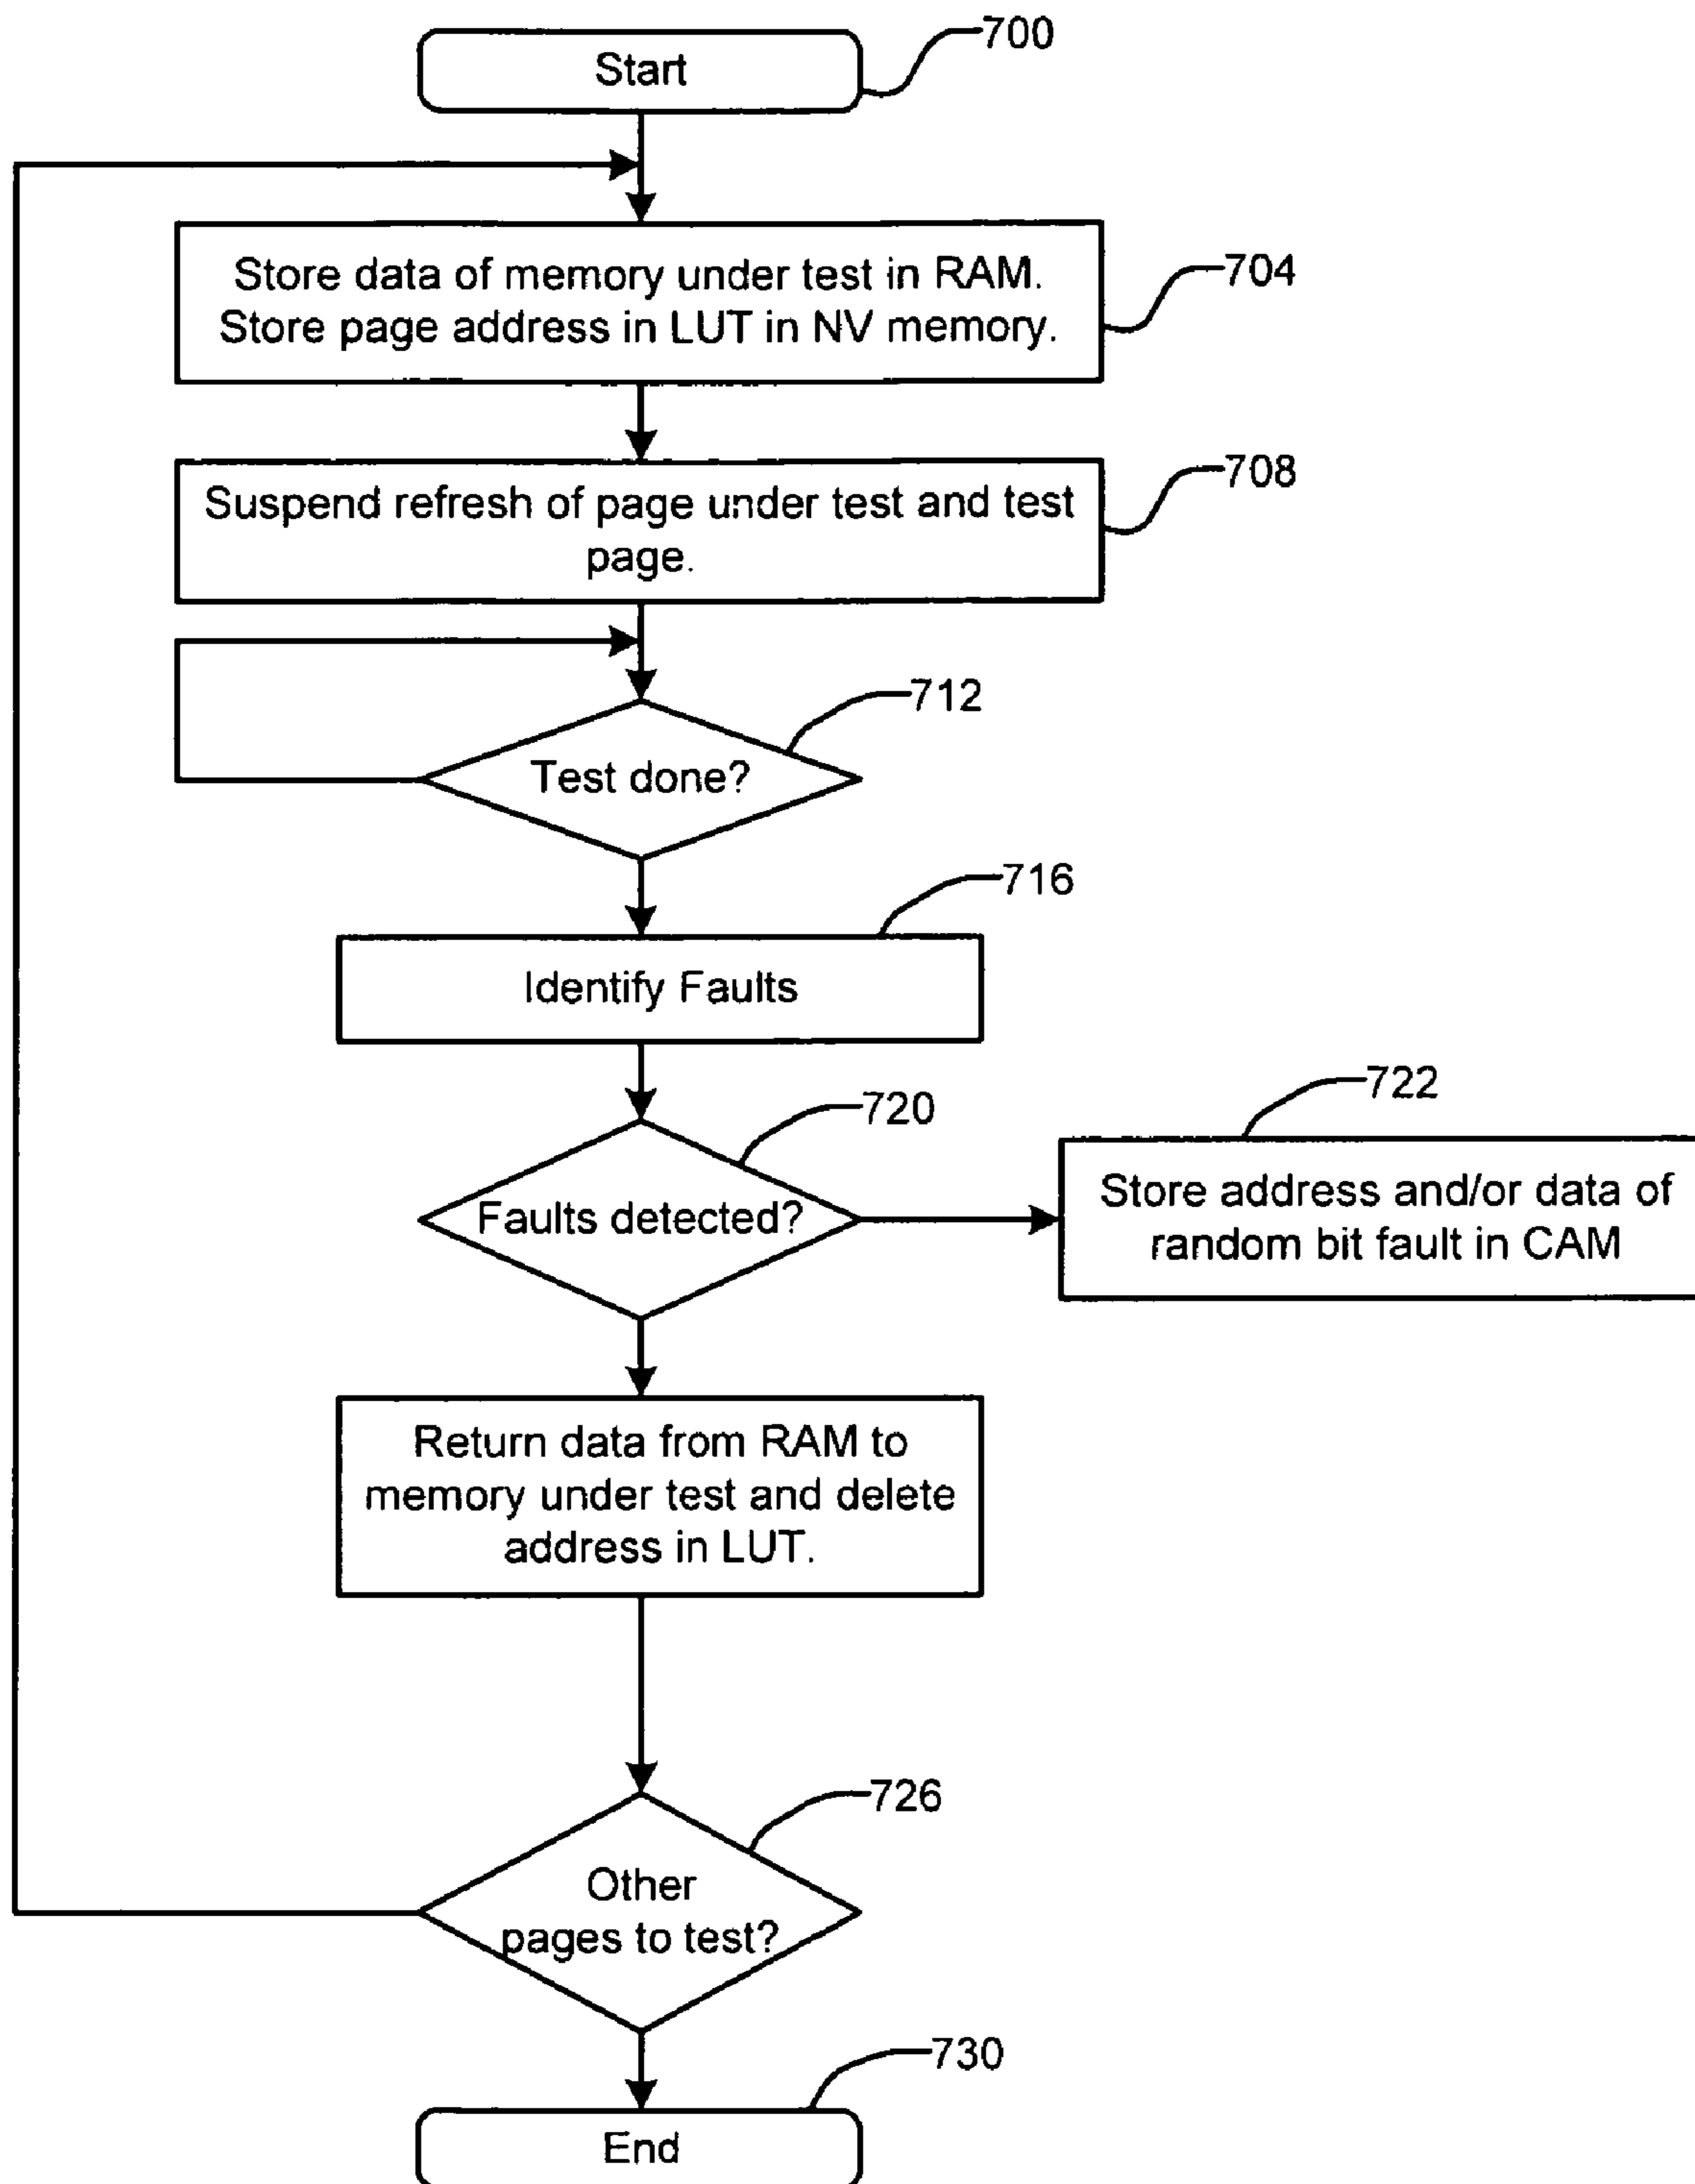 700
Start
Store data of memory under test in RAM.
Store page address in LUT in NV memory.
704
Suspend refresh of page under test and test
page.
708
712
Test done?
716
Identify Faults
720
Faults detected?
722
Store address and/or data of
random bit fault in CAM
Return data from RAM to
memory under test and delete
address in LUT.
726
Other
pages to test?
730
End